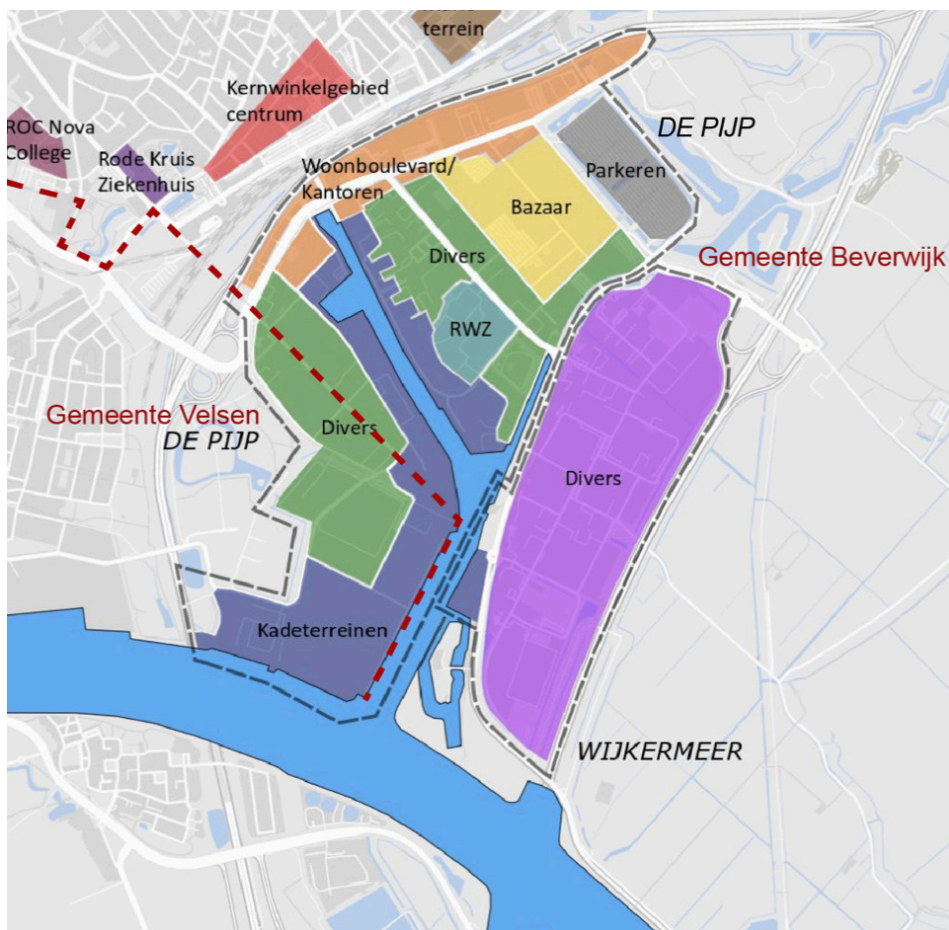 terrein
Kernwinkelgebied
centrum
ROC Nova
College
Rode Kruis
Ziekenhuis
DE PIJP
Woonboulevard/
Kantoren
Parkeren
Bazaar
Divers
Gemeente Beverwijk
RWZ
Gemeente Velsen
DE PIJP
Divers
Divers
Kadeterreinen
WIJKERMEER